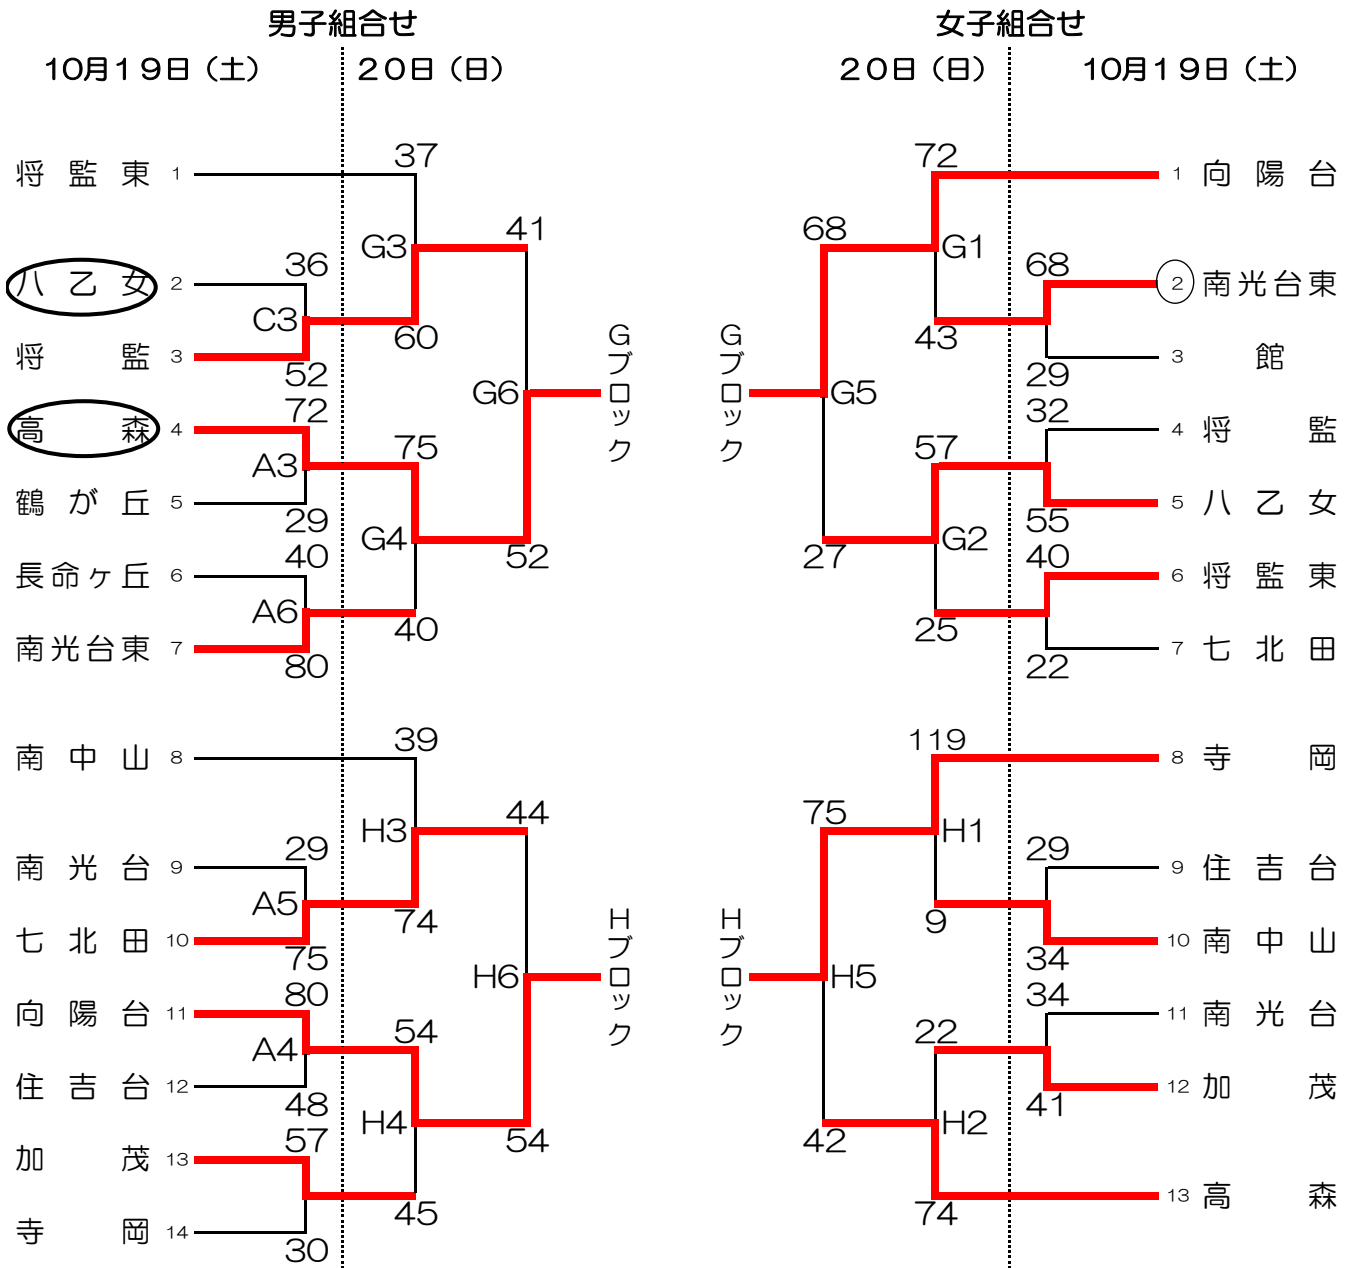 男子組合せ
10月19日（土） 20日（日）
将監東 1
37
41
G3
八乙女 2
36
C3
60
将監 3
52
G6
Gブロック
高森 4
72
A3
75
鶴が丘 5
29
G4
52
長命ヶ丘 6
40
A6
40
南光台東 7
80
南中山 8
39
44
H3
南光台 9
29
A5
74
七北田 10
75
H6
Hブロック
向陽台 11
80
A4
54
住吉台 12
48
H4
54
加茂 13
57
45
寺岡 14
30
女子組合せ
20日（日） 10月19日（土）
72
1 向陽台
68
G1
68
2 南光台東
43
3 館
29
Gブロック
G5
32
4 将監
57
5 八乙女
55
27
G2
40
6 将監東
25
7 七北田
22
119
8 寺岡
75
H1
29
9 住吉台
9
10 南中山
34
Hブロック
H5
34
11 南光台
22
12 加茂
41
42
H2
13 高森
74